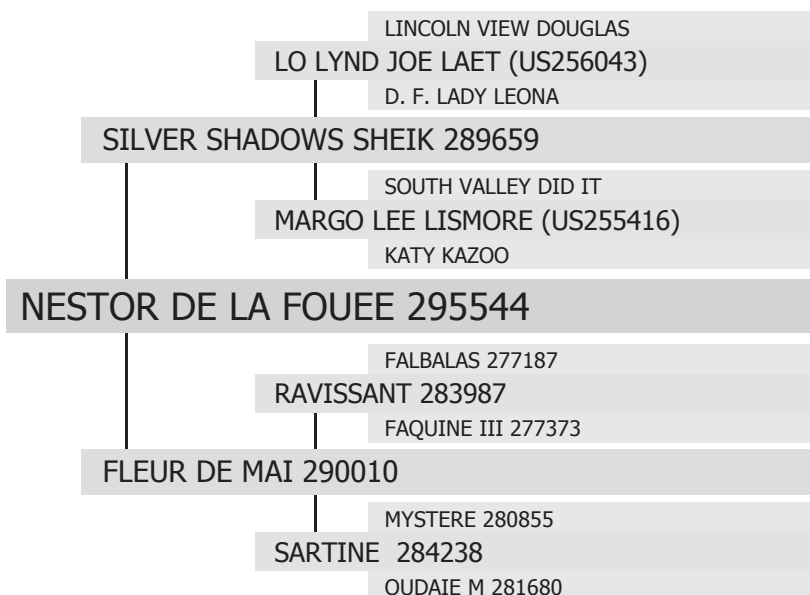 LINCOLN VIEW DOUGLAS
LO LYND JOE LAET (US256043)
D. F. LADY LEONA
SILVER SHADOWS SHEIK 289659
SOUTH VALLEY DID IT
MARGO LEE LISMORE (US255416)
KATY KAZOO
NESTOR DE LA FOUEE 295544
FALBALAS 277187
RAVISSANT 283987
FAQUINE III 277373
FLEUR DE MAI 290010
MYSTERE 280855
SARTINE 284238
OUDAIE M 281680